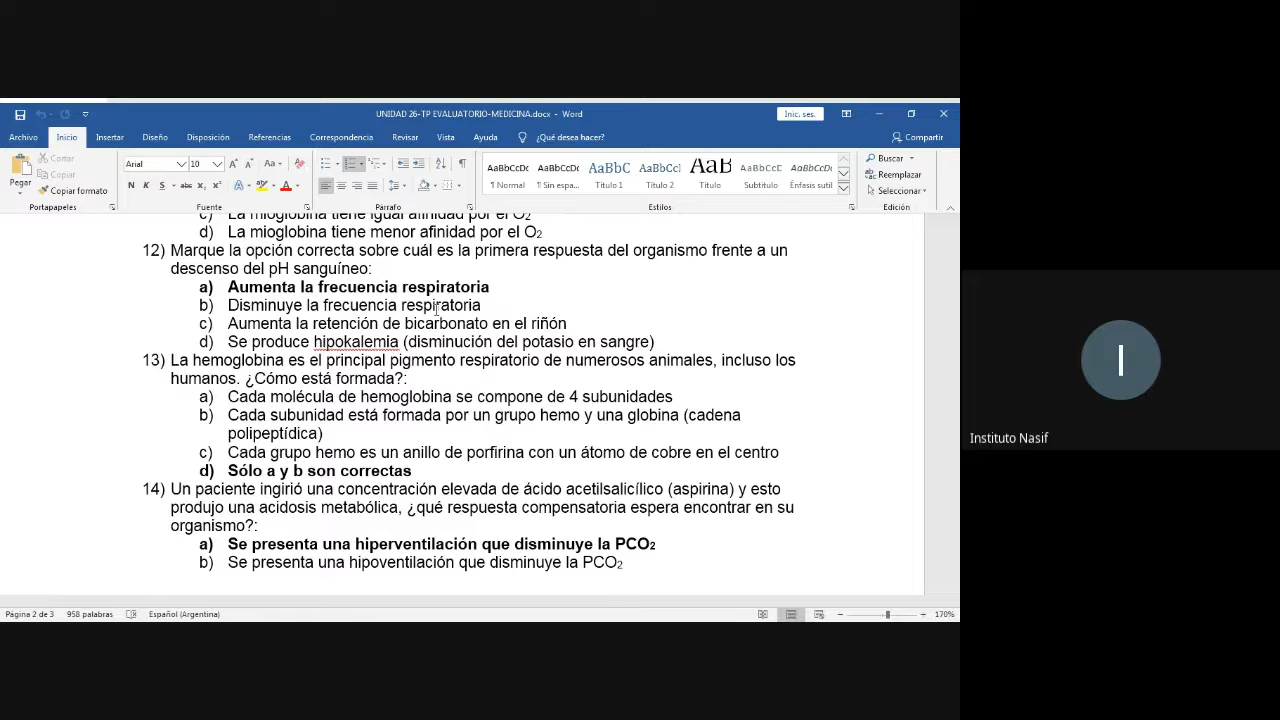 UNIDAD 26-TP EVALUATORIO-MEDICINA.docx - Word
Inic. ses.
Archivo Inicio Insertar Diseño Disposición Referencias Correspondencia Revisar Vista Ayuda ¿Qué desea hacer? Compartir
Pegar
Cortar
Copiar
Copiar formato
Arial 10
Portapapeles Fuente Párrafo Estilos Edición
AaBbCcDc AaBbCcDc AaBbC AaBbCcI AaB AaBbCcD AaBbCcDc
¶ Normal ¶ Sin espa... Título 1 Título 2 Título Subtítulo Énfasis sutil
Buscar
Reemplazar
Seleccionar
c) La mioglobina tiene igual afinidad por el O₂
d) La mioglobina tiene menor afinidad por el O₂
12) Marque la opción correcta sobre cuál es la primera respuesta del organismo frente a un
descenso del pH sanguíneo:
a) Aumenta la frecuencia respiratoria
b) Disminuye la frecuencia respiratoria
c) Aumenta la retención de bicarbonato en el riñón
d) Se produce hipokalemia (disminución del potasio en sangre)
13) La hemoglobina es el principal pigmento respiratorio de numerosos animales, incluso los
humanos. ¿Cómo está formada?:
a) Cada molécula de hemoglobina se compone de 4 subunidades
b) Cada subunidad está formada por un grupo hemo y una globina (cadena
polipeptídica)
c) Cada grupo hemo es un anillo de porfirina con un átomo de cobre en el centro
d) Sólo a y b son correctas
14) Un paciente ingirió una concentración elevada de ácido acetilsalicílico (aspirina) y esto
produjo una acidosis metabólica, ¿qué respuesta compensatoria espera encontrar en su
organismo?:
a) Se presenta una hiperventilación que disminuye la PCO₂
b) Se presenta una hipoventilación que disminuye la PCO₂
Página 2 de 3 958 palabras Español (Argentina) 170%
I
Instituto Nasif